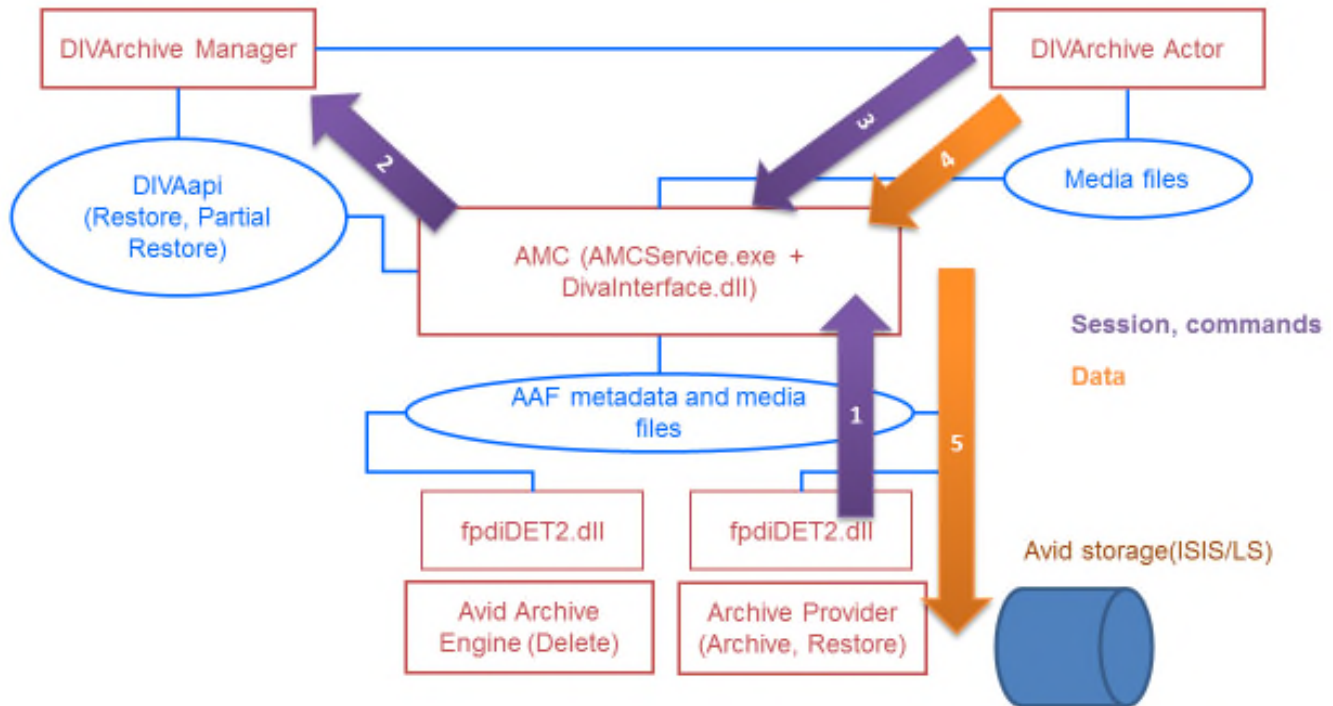 DIVArchive Manager
DIVArchive Actor
3
2
4
DIVAapi
(Restore, Partial
Restore)
Media files
AMC (AMCService.exe +
DivaInterface.dll)
Session, commands
Data
AAF metadata and media
files
1
5
fpdiDET2.dll
fpdiDET2.dll
Avid storage(ISIS/LS)
Avid Archive
Engine (Delete)
Archive Provider
(Archive, Restore)